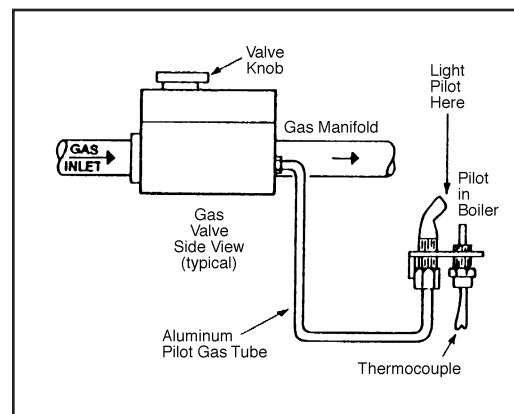 Valve
Knob
Light
Pilot
Here
GAS
INLET
Gas Manifold
Pilot
in
Boiler
Gas
Valve
Side View
(typical)
Aluminum
Pilot Gas Tube
Thermocouple